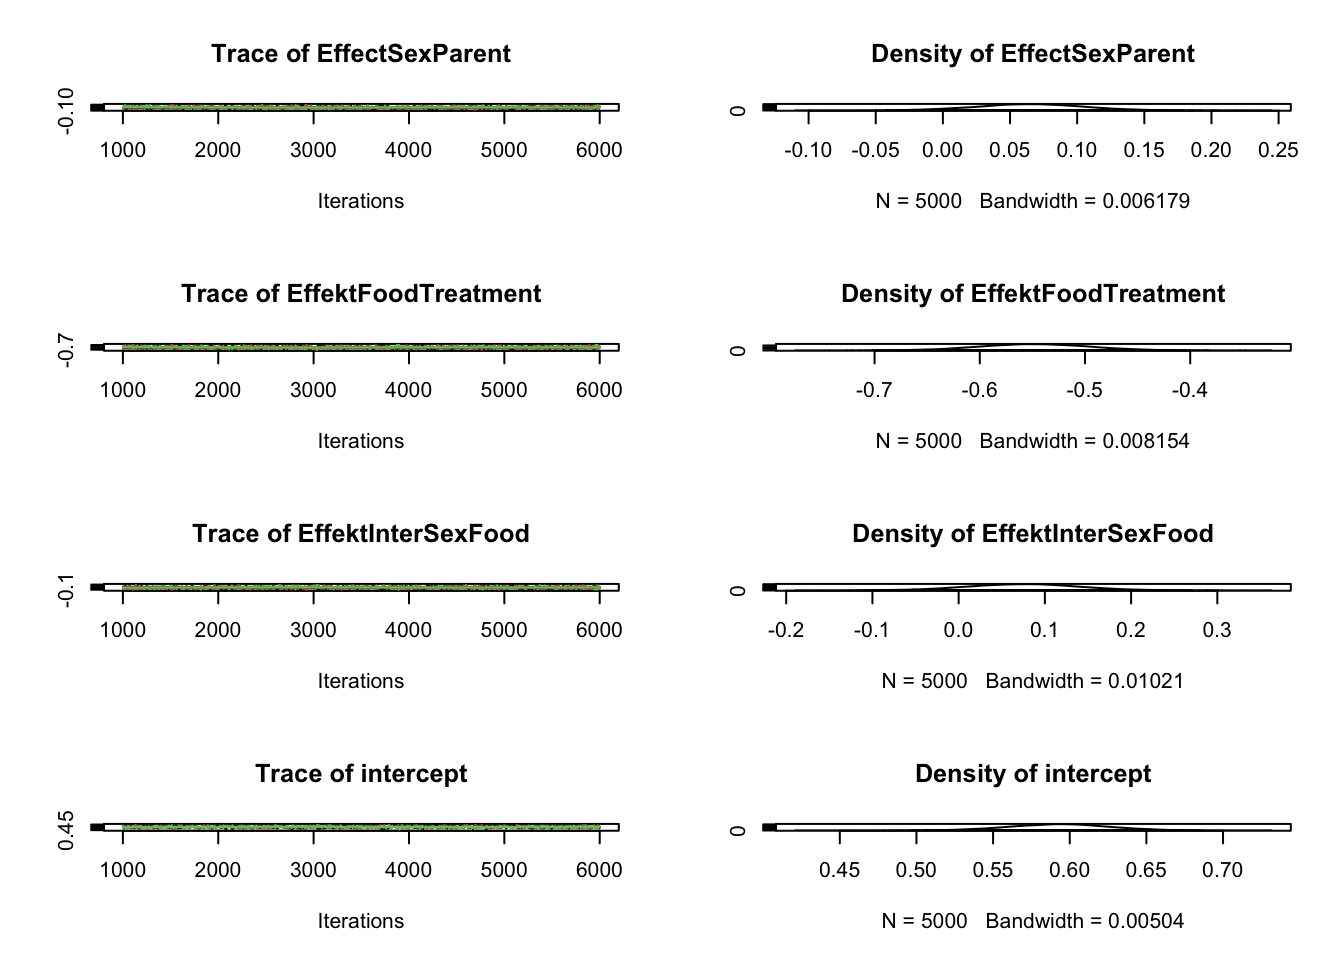 Trace of EffectSexParent
-0.10
1000 2000 3000 4000 5000 6000
Iterations
Density of EffectSexParent
0
-0.10 -0.05 0.00 0.05 0.10 0.15 0.20 0.25
N = 5000 Bandwidth = 0.006179
Trace of EffektFoodTreatment
-0.7
1000 2000 3000 4000 5000 6000
Iterations
Density of EffektFoodTreatment
0
-0.7 -0.6 -0.5 -0.4
N = 5000 Bandwidth = 0.008154
Trace of EffektInterSexFood
-0.1
1000 2000 3000 4000 5000 6000
Iterations
Density of EffektInterSexFood
0
-0.2 -0.1 0.0 0.1 0.2 0.3
N = 5000 Bandwidth = 0.01021
Trace of intercept
0.45
1000 2000 3000 4000 5000 6000
Iterations
Density of intercept
0
0.45 0.50 0.55 0.60 0.65 0.70
N = 5000 Bandwidth = 0.00504